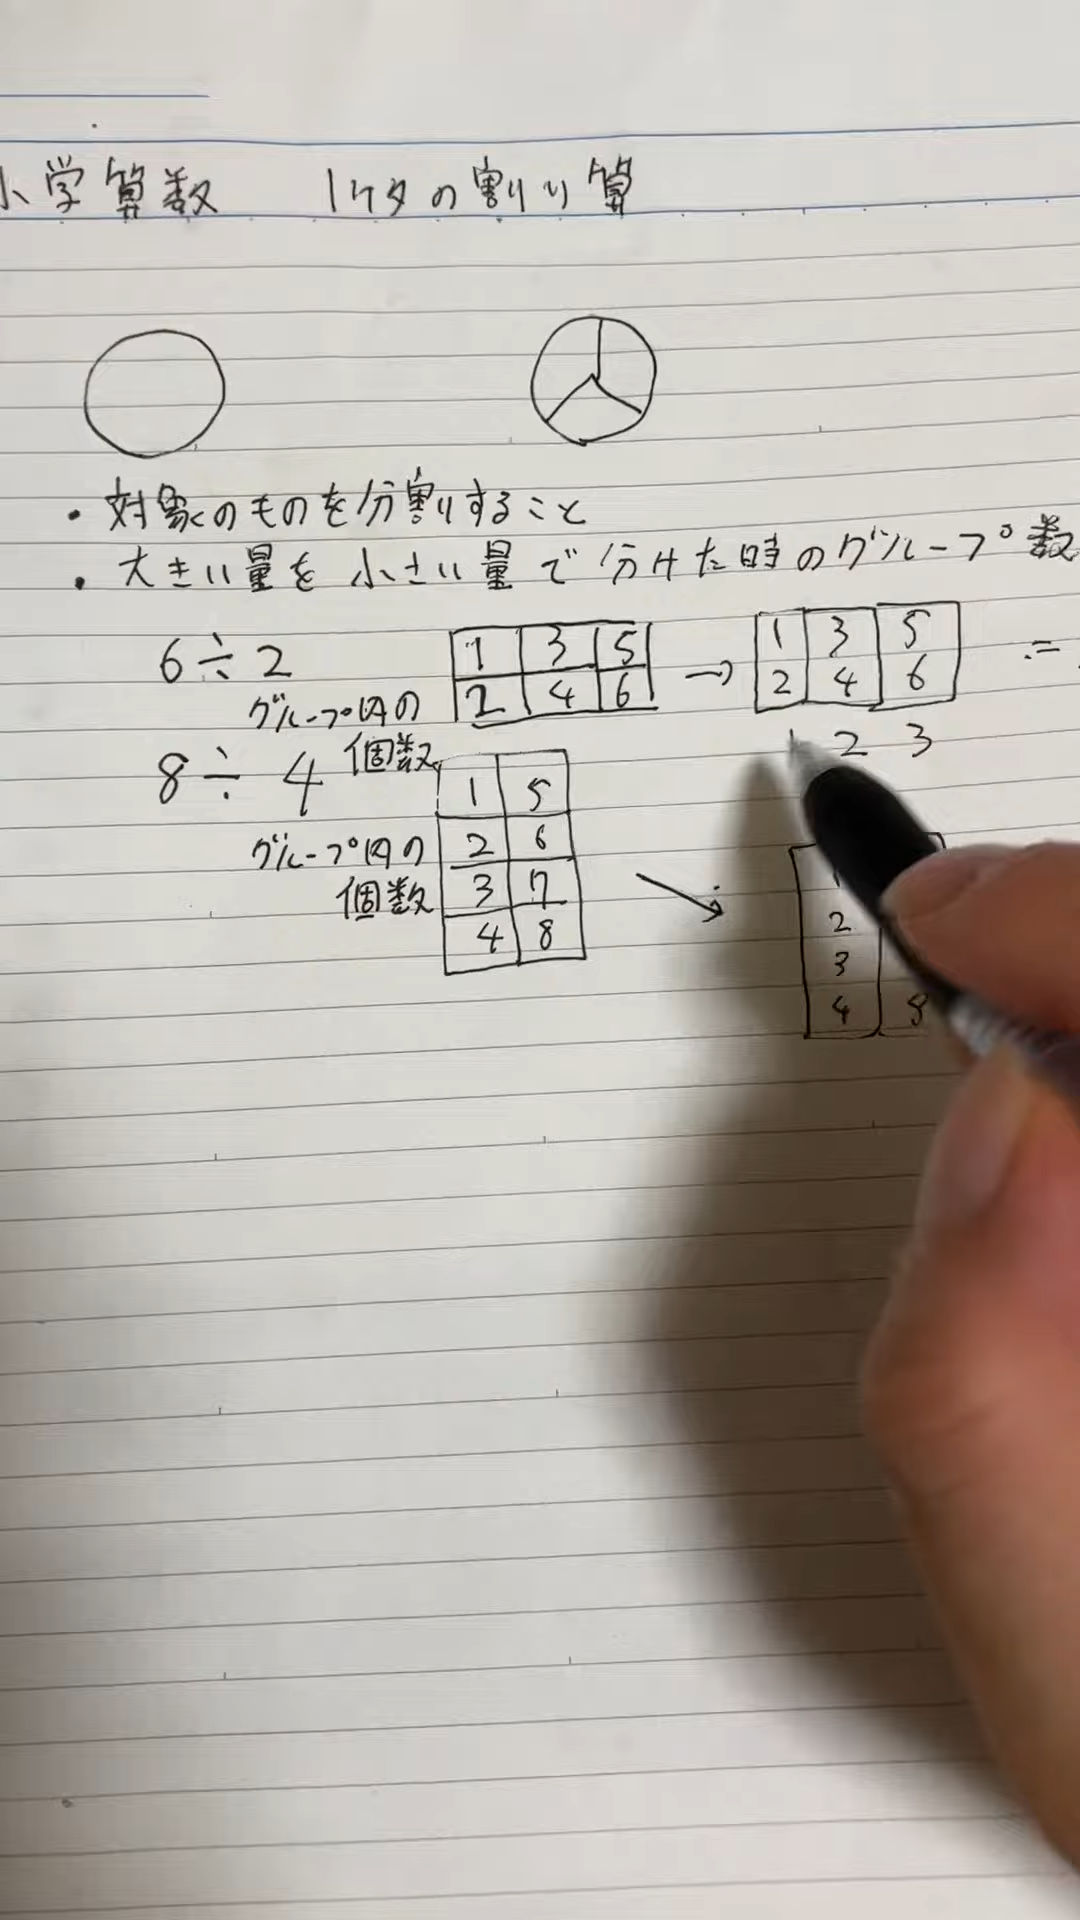 小学算数 1ケタの割り算
・対象のものを分割すること
・大きい量を小さい量で分けた時のグループ数
6÷2 1 3 5 → 1 3 5 =
2 4 6 2 4 6
グループ内の個数
1 2 3
8÷4 1 5
2 6
3 7
4 8
グループ内の個数
1
2
3
4 8